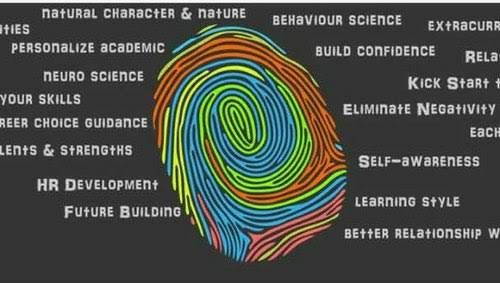 Natural Character & Nature
Behaviour Science
Extracurr
ities
Personalize Academic
Build Confidence
Rela
Neuro Science
Kick Start t
Your Skills
Eliminate Negativity
reer Choice Guidance
Each
lents & Strengths
Self-awareness
HR Development
Learning Style
Future Building
Better Relationship w